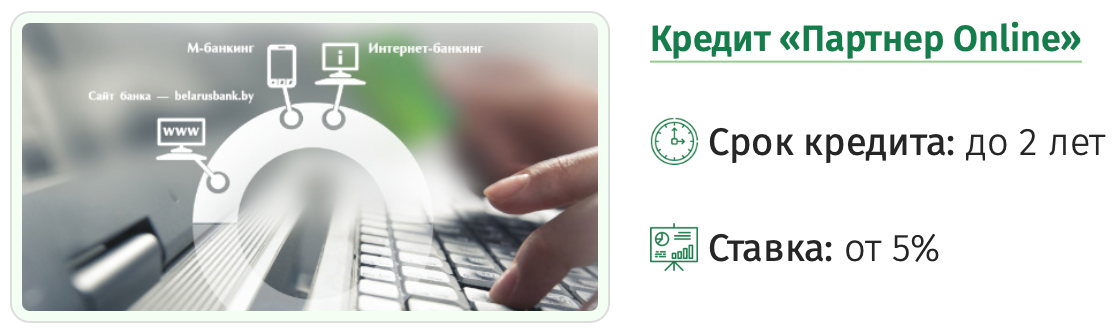 М-банкинг
Интернет-банкинг
Сайт банка — belarusbank.by
www
i
Кредит «Партнер Online»
Срок кредита: до 2 лет
Ставка: от 5%